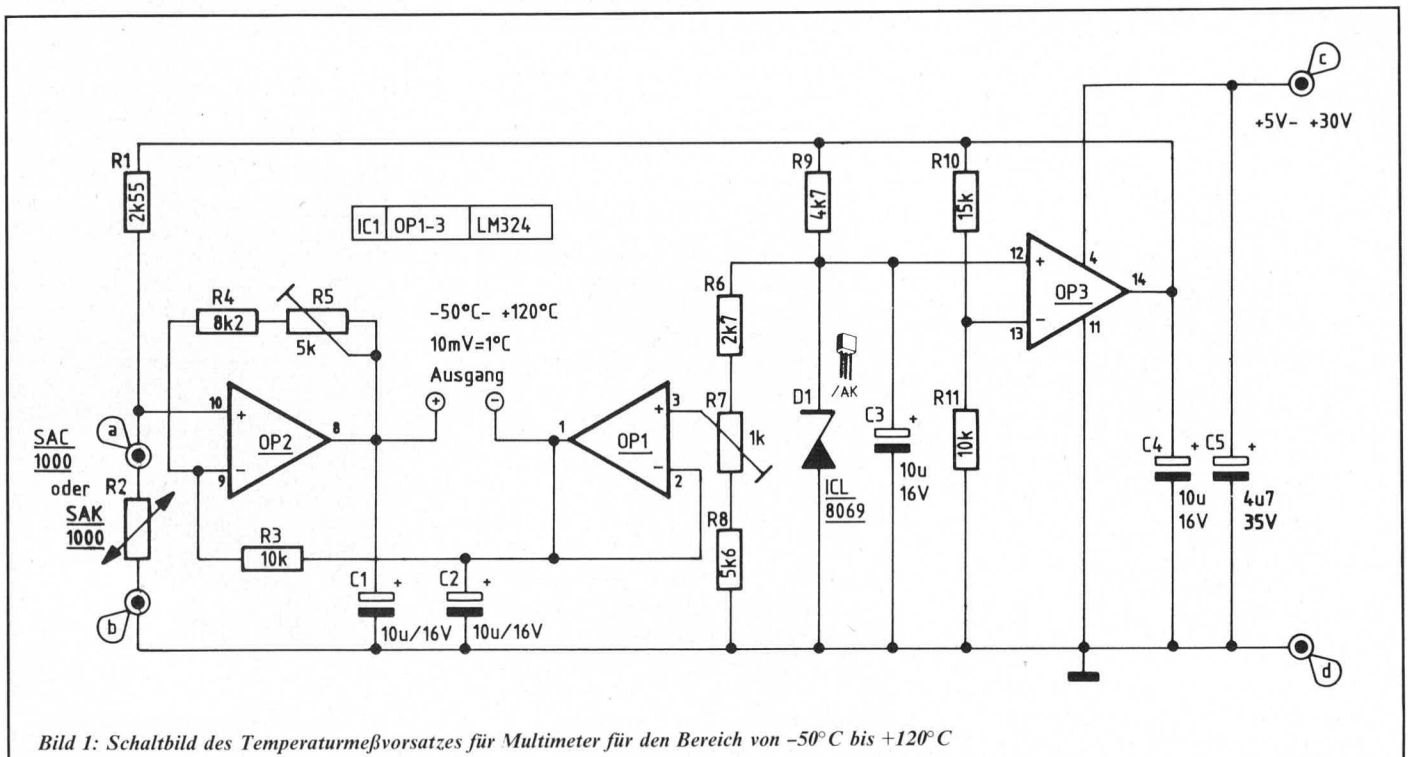 c
+5V- +30V
R1
2k55
R9
4k7
R10
15k
IC1 OP1-3 LM324
12
+
4
OP3
14
13
-
11
R4
8k2
R5
5k
-50°C- +120°C
10mV=1°C
Ausgang
+ -
R6
2k7
/AK
R7
1k
D1
C3
+
10u
16V
ICL
8069
R11
10k
10
+
OP2
8
-
9
1
OP1
+
3
-
2
a
SAC
1000
oder
SAK
1000
R2
R3
10k
R8
5k6
C4
+
10u
16V
C5
+
4u7
35V
C1
+
10u/16V
C2
+
10u/16V
b
d
Bild 1: Schaltbild des Temperaturmeßvorsatzes für Multimeter für den Bereich von -50°C bis +120°C